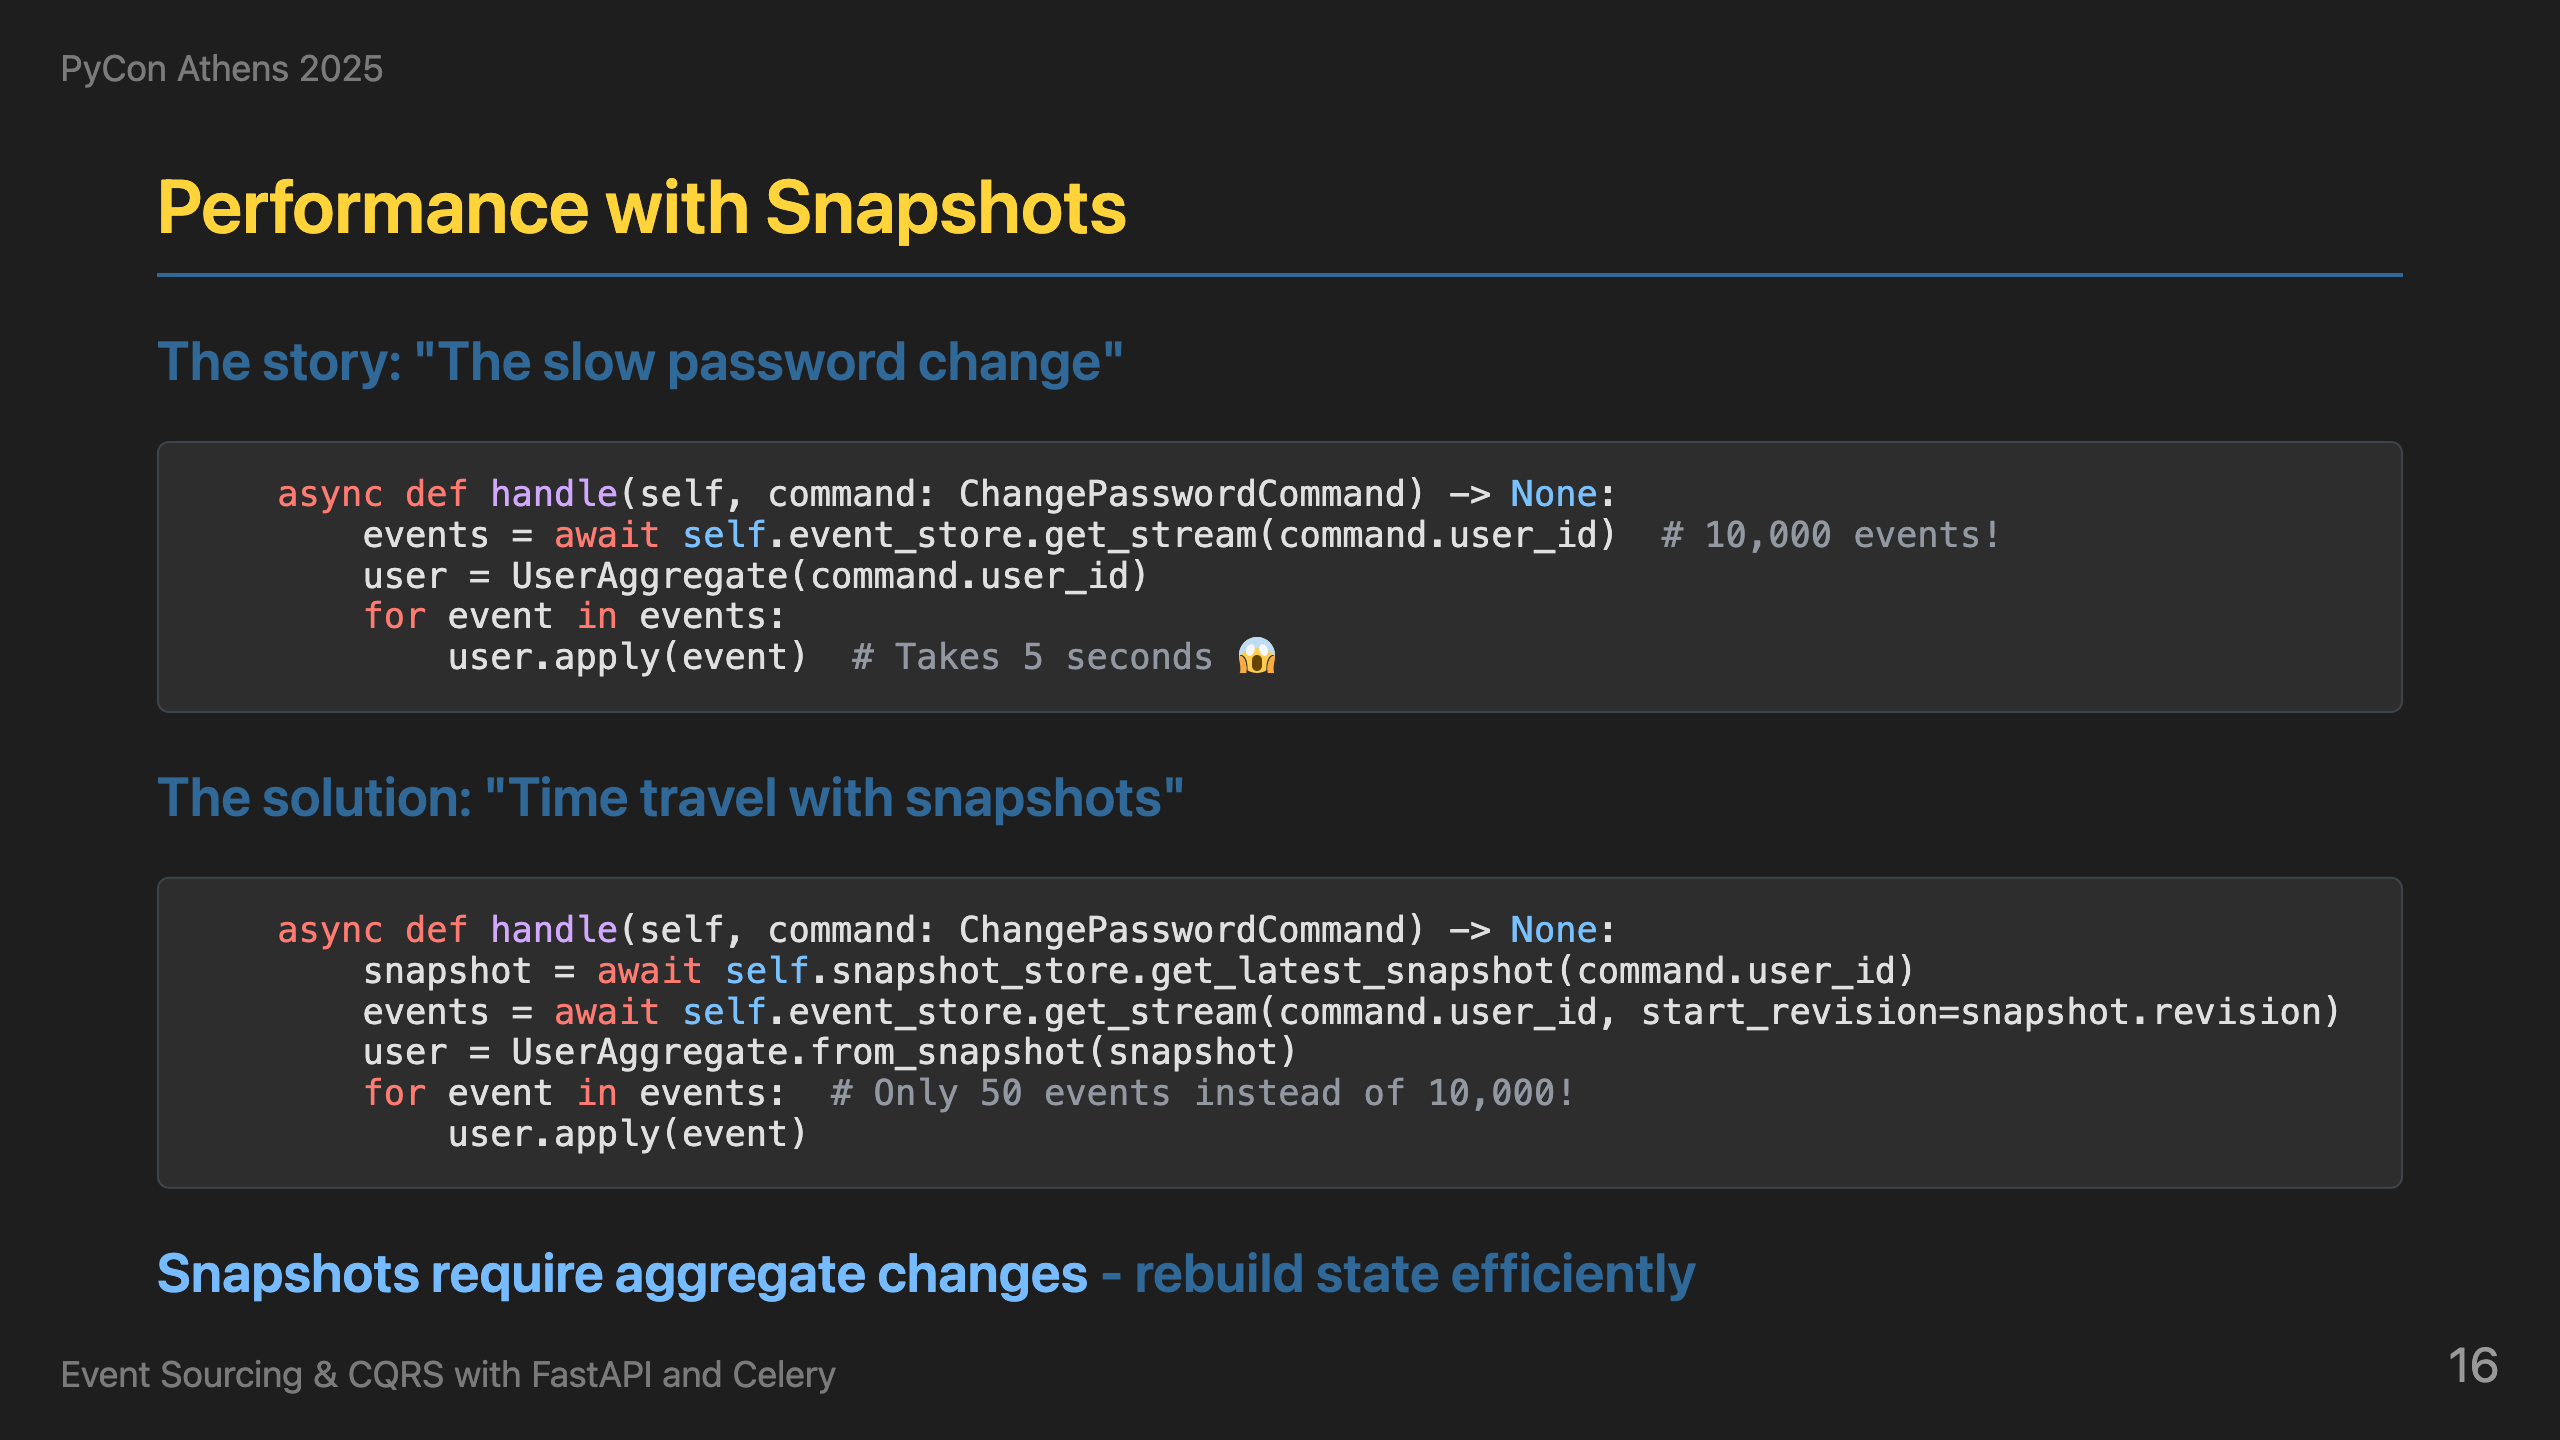 PyCon Athens 2025
Performance with Snapshots
The story: "The slow password change"
async def handle(self, command: ChangePasswordCommand) -> None:
    events = await self.event_store.get_stream(command.user_id)  # 10,000 events!
    user = UserAggregate(command.user_id)
    for event in events:
        user.apply(event)  # Takes 5 seconds 😱
The solution: "Time travel with snapshots"
async def handle(self, command: ChangePasswordCommand) -> None:
    snapshot = await self.snapshot_store.get_latest_snapshot(command.user_id)
    events = await self.event_store.get_stream(command.user_id, start_revision=snapshot.revision)
    user = UserAggregate.from_snapshot(snapshot)
    for event in events:  # Only 50 events instead of 10,000!
        user.apply(event)
Snapshots require aggregate changes - rebuild state efficiently
Event Sourcing & CQRS with FastAPI and Celery
16